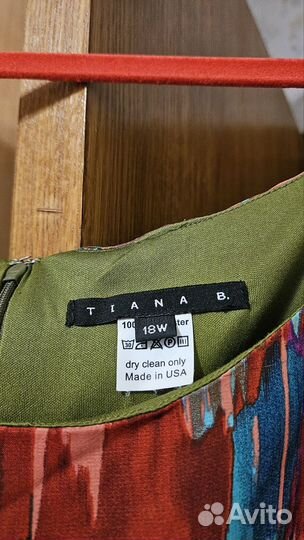 TIANA B.
18W
100
dry clean only
Made in USA
Avito